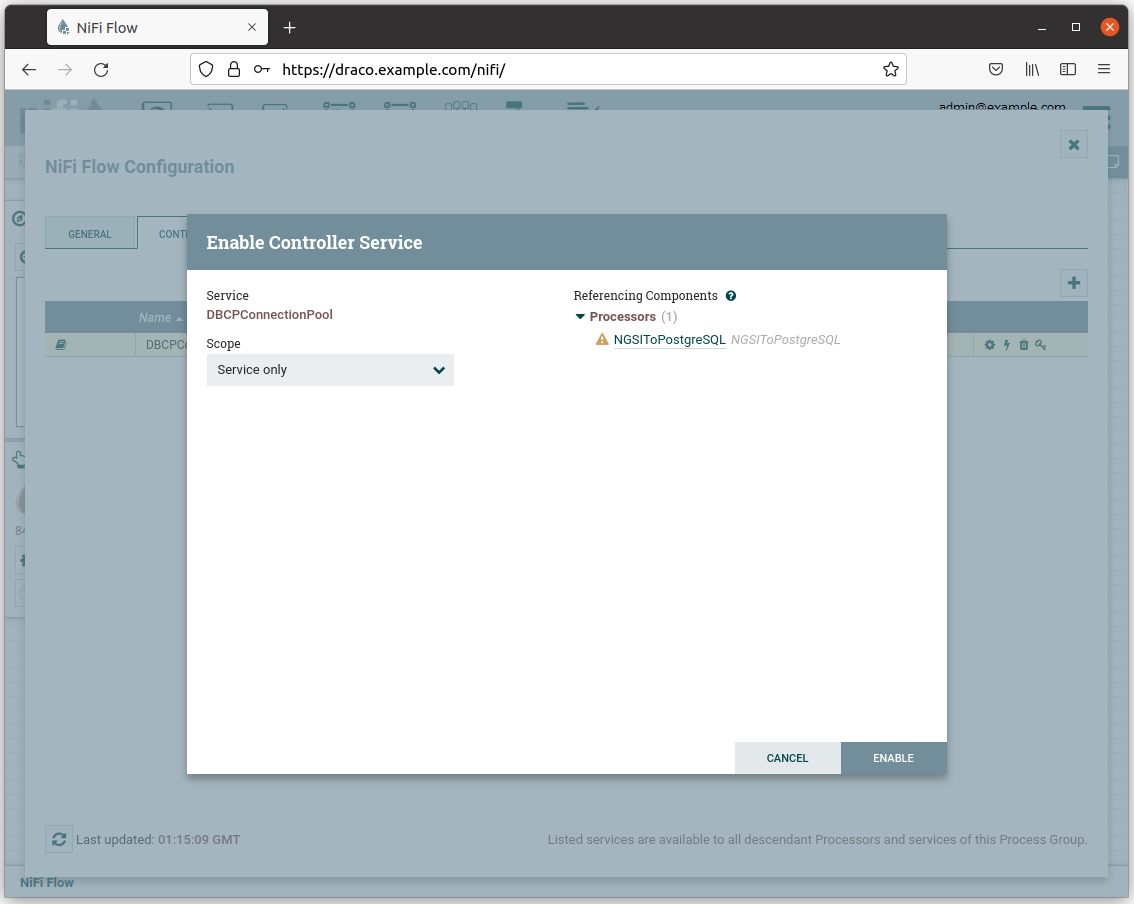 NiFi Flow
https://draco.example.com/nifi/
admin@example.com
NiFi Flow Configuration
GENERAL
Enable Controller Service
Service
DBCPConnectionPool
Scope
Service only
Referencing Components
Processors (1)
NGSIToPostgreSQL NGSIToPostgreSQL
Name
CANCEL
ENABLE
Last updated: 01:15:09 GMT
Listed services are available to all descendant Processors and services of this Process Group.
NiFi Flow